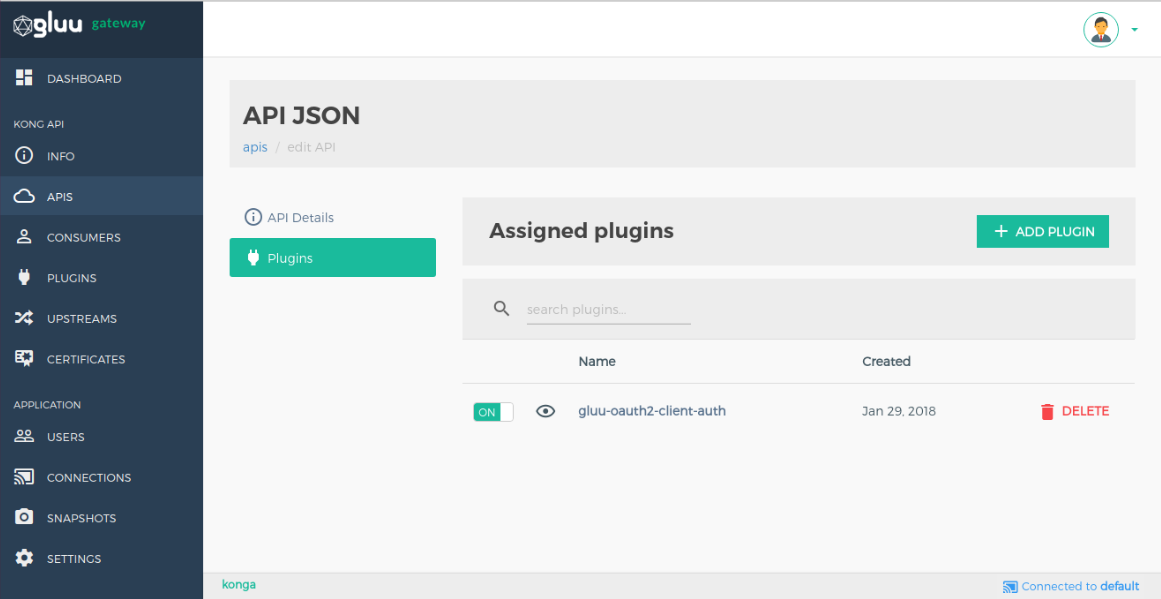 gluu gateway
DASHBOARD
KONG API
INFO
APIS
CONSUMERS
PLUGINS
UPSTREAMS
CERTIFICATES
APPLICATION
USERS
CONNECTIONS
SNAPSHOTS
SETTINGS
API JSON
apis / edit API
API Details
Plugins
Assigned plugins
ADD PLUGIN
search plugins...
Name Created
ON gluu-oauth2-client-auth Jan 29, 2018 DELETE
konga
Connected to default